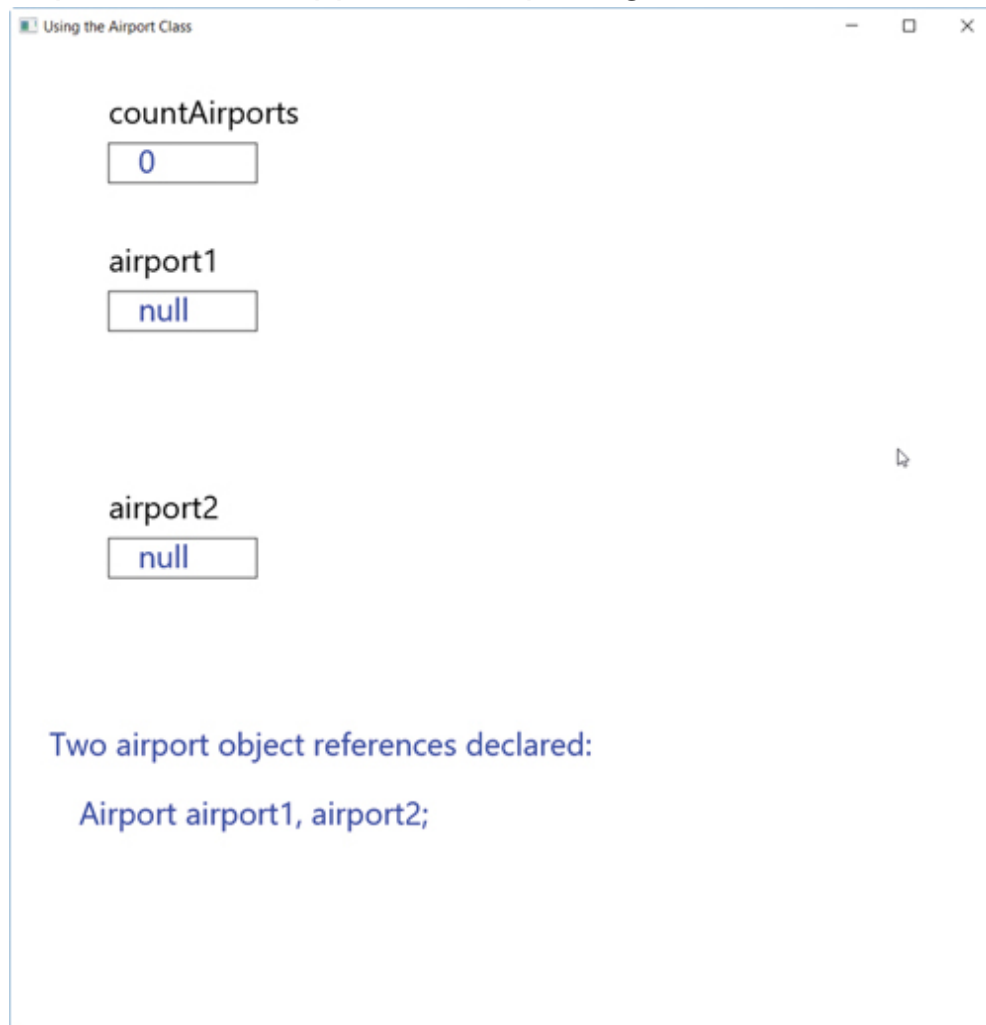 Using the Airport Class
countAirports
0
airport1
null
airport2
null
Two airport object references declared:
Airport airport1, airport2;